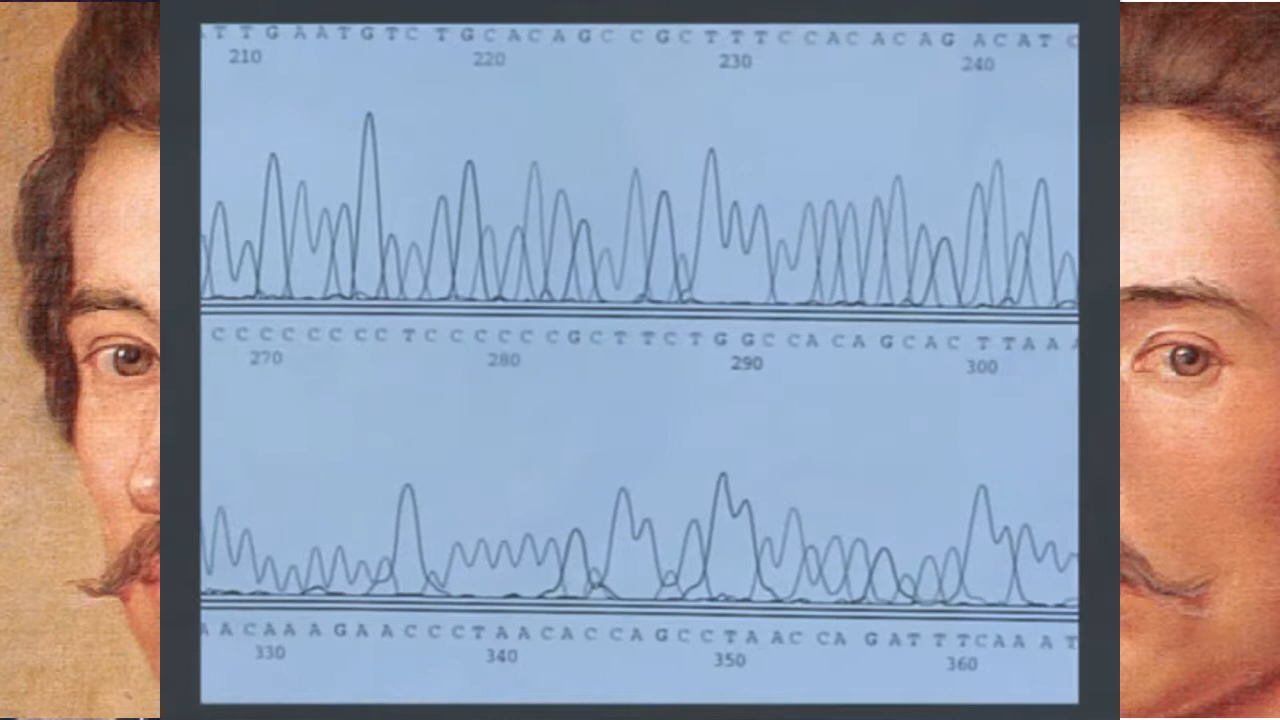 T T G A A T G T C T G C A C A G C C G C T T T C C A C A C A G A C A T C
210 220 230 240
C C C C C C C C T C C C C C C G C T T C T G G C C A C A G C A C T T A A A
270 280 290 300
A A C A A A G A A C C C T A A C A C C A G C C T A A C C A G A T T T C A A A T
330 340 350 360